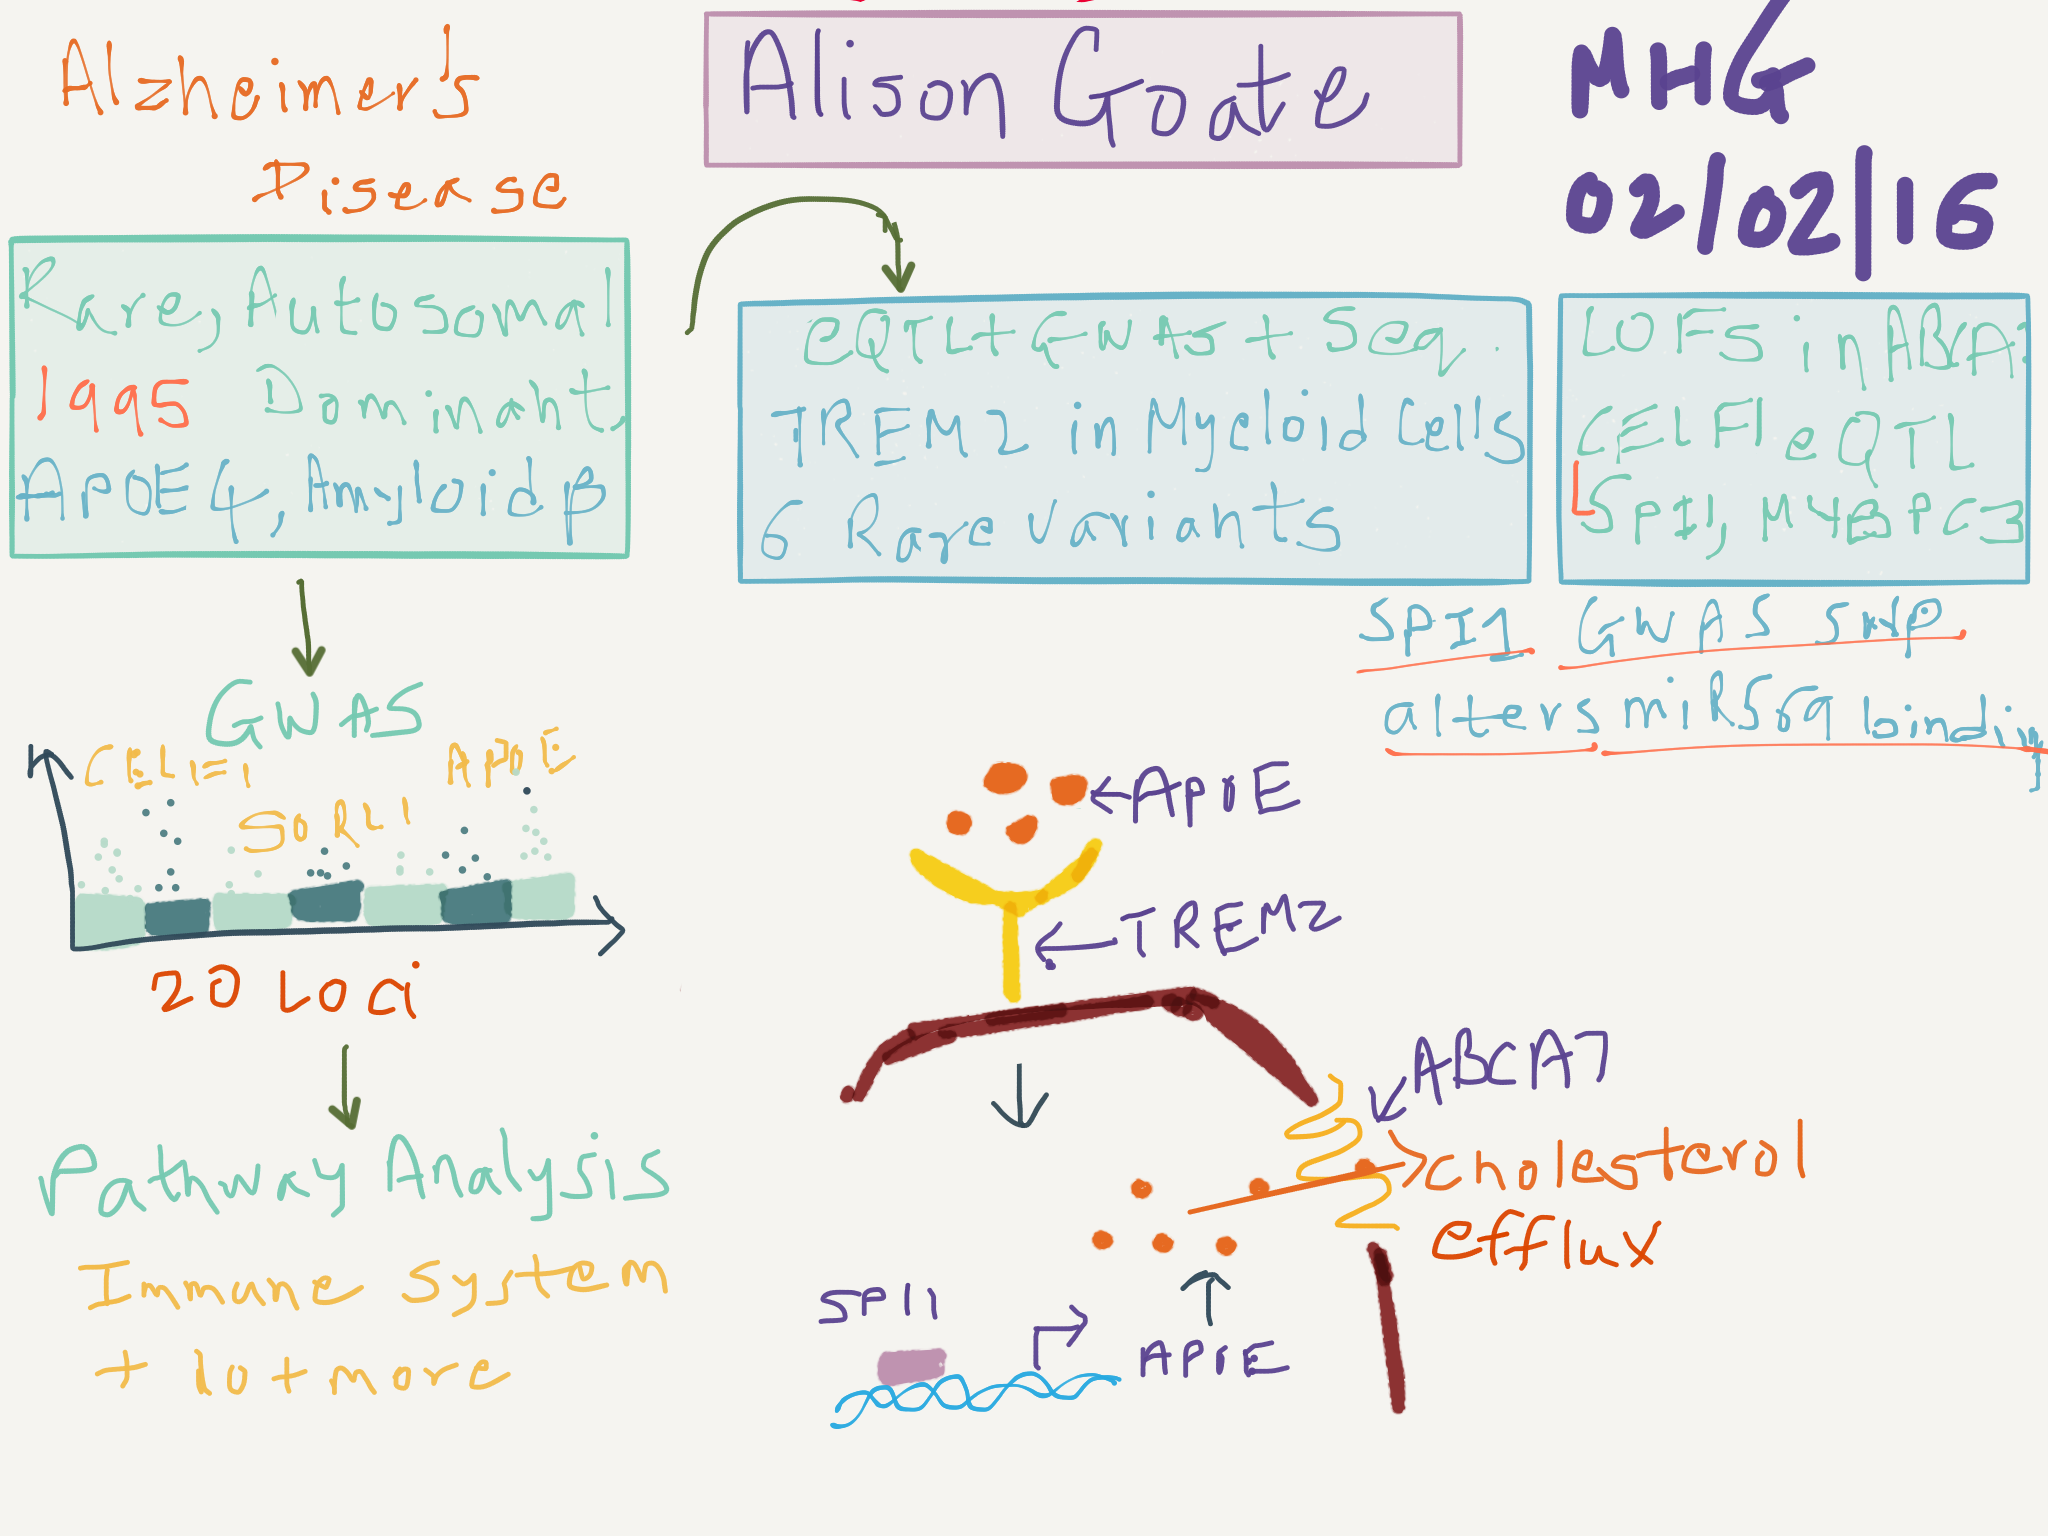 Alzheimer's
Disease
Alison Goate
MHG
02/02/16
Rare, Autosomal
1995 Dominant,
APOE4, Amyloid β
eQTL + GWAS + Seq.
TREM2 in Myeloid Cells
6 Rare variants
LOFS in ABCA7
CELF1 eQTL
SPI1, MYBPC3
SPI1 GWAS SNP
alters miR569 binding
GWAS
CELF1
SORL1
APOE
20 Loci
Pathway Analysis
Immune system
+ lot more
APOE
TREM2
ABCA7
cholesterol
efflux
SPI1
APOE